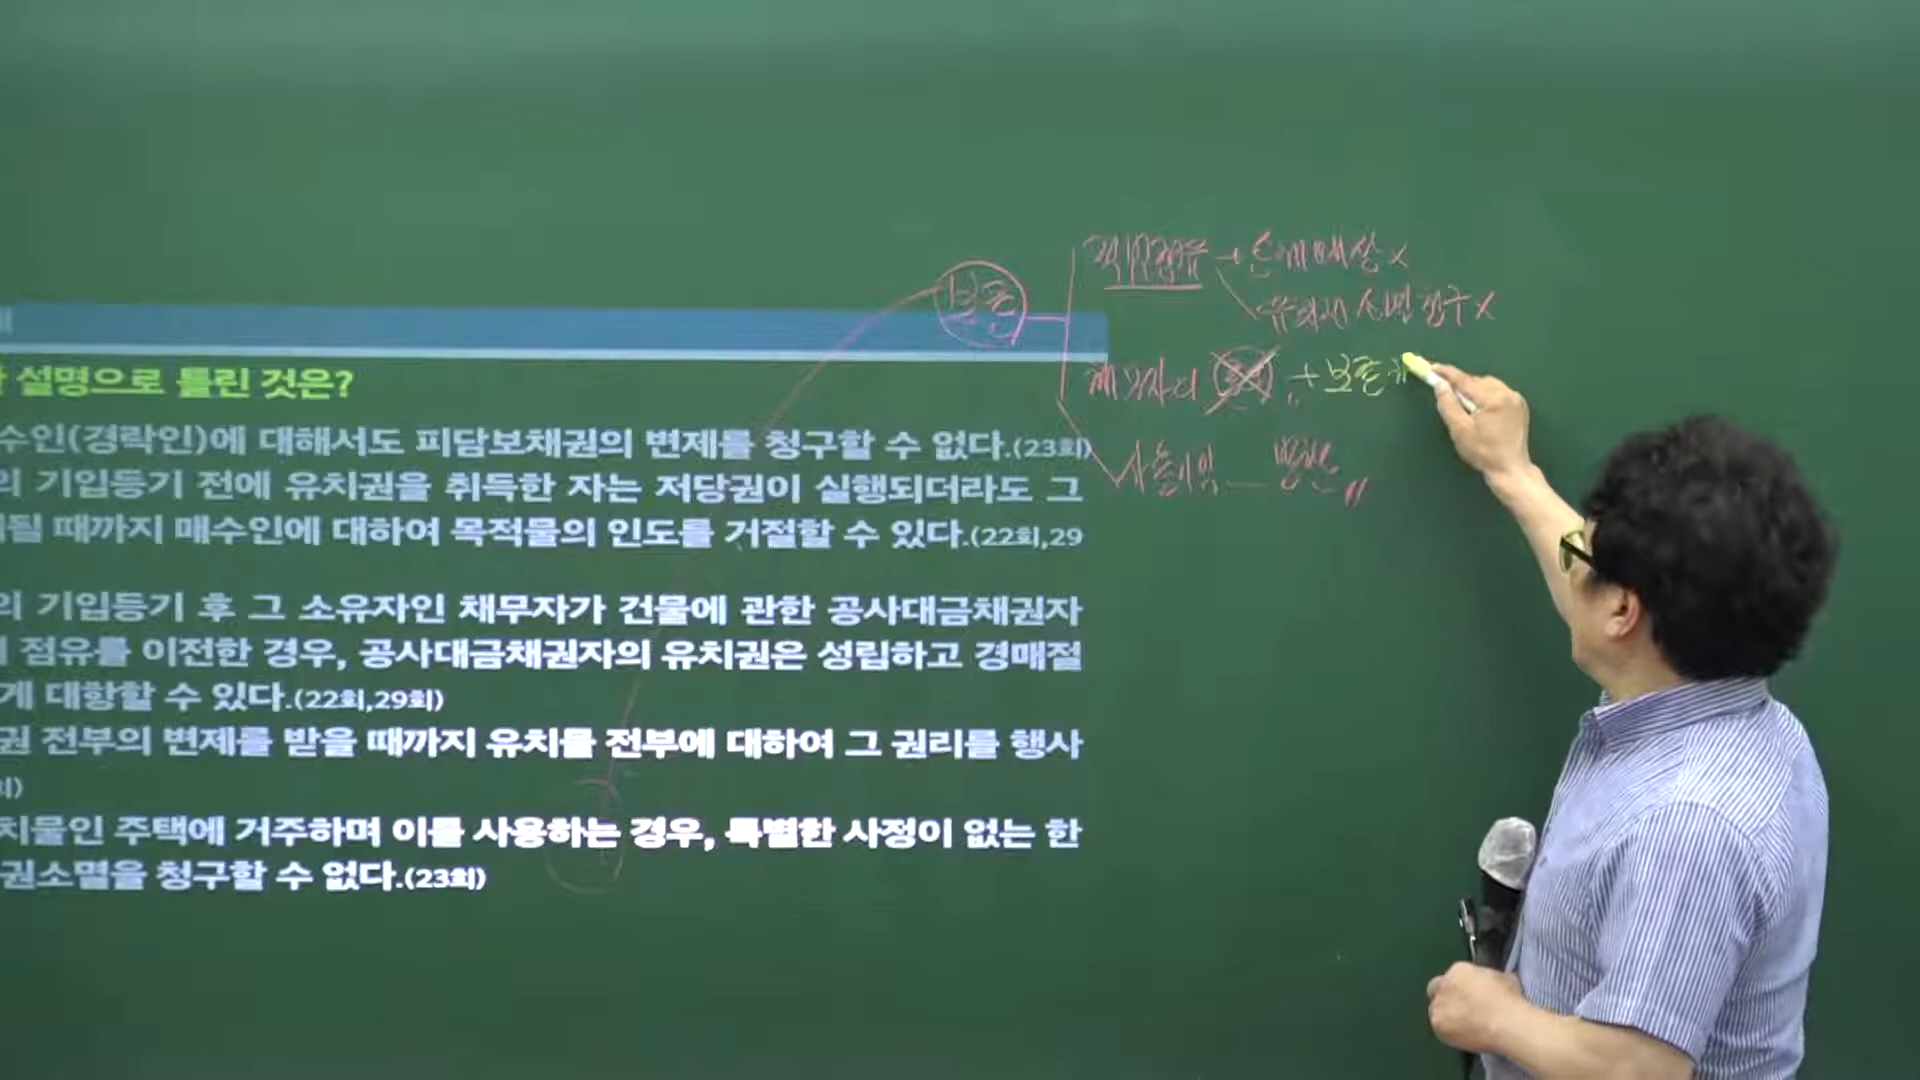 설명으로 틀린 것은?
수인(경락인)에 대해서도 피담보채권의 변제를 청구할 수 없다.(23회)
의 기입등기 전에 유치권을 취득한 자는 저당권이 실행되더라도 그
될 때까지 매수인에 대하여 목적물의 인도를 거절할 수 있다.(22회,29
의 기입등기 후 그 소유자인 채무자가 건물에 관한 공사대금채권자
점유를 이전한 경우, 공사대금채권자의 유치권은 성립하고 경매절
게 대항할 수 있다.(22회,29회)
권 전부의 변제를 받을 때까지 유치물 전부에 대하여 그 권리를 행사
회)
치물인 주택에 거주하며 이를 사용하는 경우, 특별한 사정이 없는 한
권소멸을 청구할 수 없다.(23회)
보존
적법점유 → 손해배상 x
유치권 소멸 청구 x
+ 보존